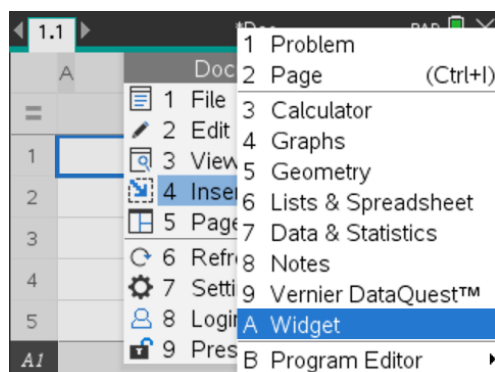 1.1
RAD
A
=
1
2
3
4
5
A1
Doc
1 File
2 Edit
3 View
4 Inser
5 Page
6 Refr
7 Setti
8 Login
9 Pres
1 Problem
2 Page (Ctrl+I)
3 Calculator
4 Graphs
5 Geometry
6 Lists & Spreadsheet
7 Data & Statistics
8 Notes
9 Vernier DataQuest™
A Widget
B Program Editor